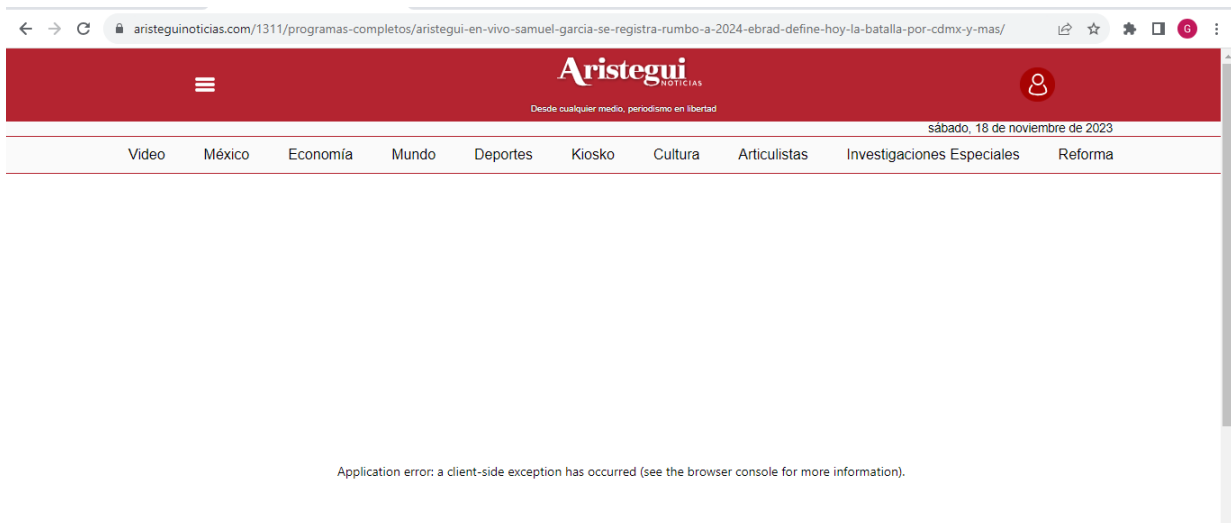 aristeguinoticias.com/1311/programas-completos/aristegui-en-vivo-samuel-garcia-se-registra-rumbo-a-2024-ebrad-define-hoy-la-batalla-por-cdmx-y-mas/
G
Aristegui
NOTICIAS
Desde cualquier medio, periodismo en libertad
sábado, 18 de noviembre de 2023
Video México Economía Mundo Deportes Kiosko Cultura Articulistas Investigaciones Especiales Reforma
Application error: a client-side exception has occurred (see the browser console for more information).